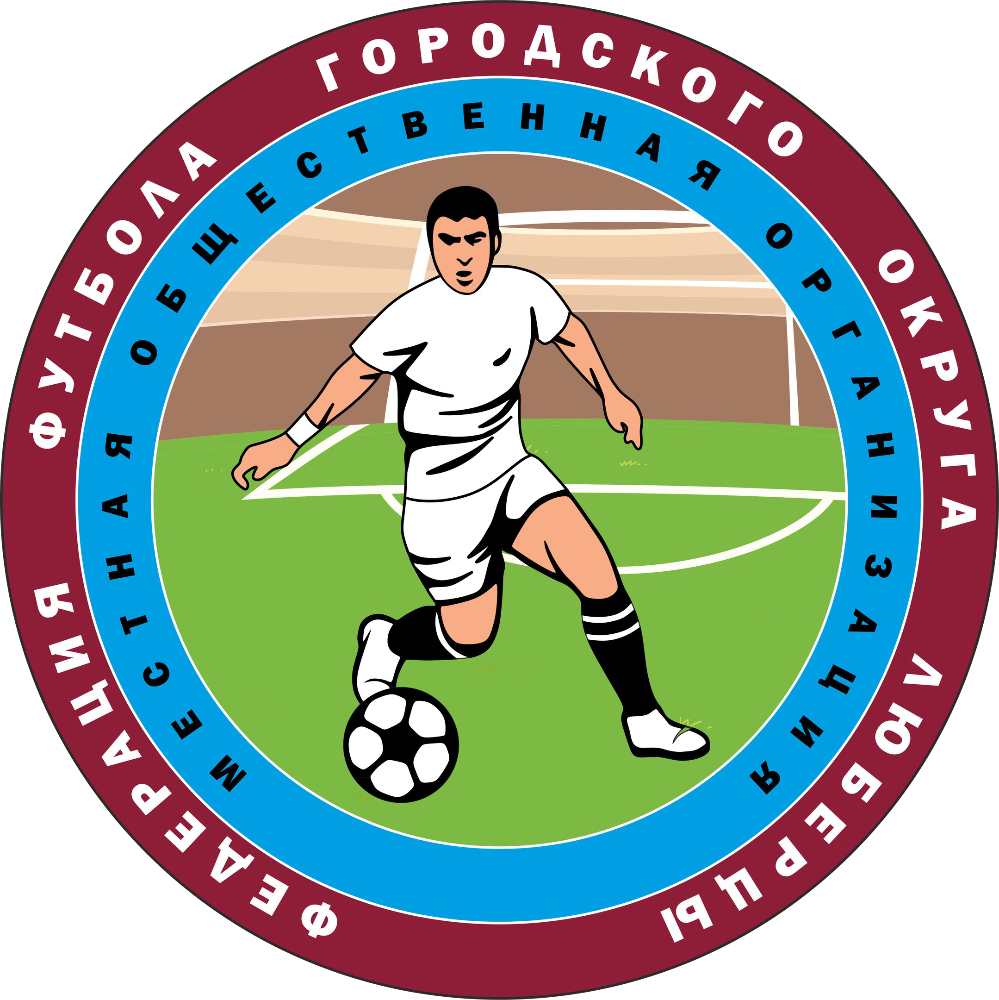 ФЕДЕРАЦИЯ ФУТБОЛА ГОРОДСКОГО ОКРУГА ЛЮБЕРЦЫ
МЕСТНАЯ ОБЩЕСТВЕННАЯ ОРГАНИЗАЦИЯ